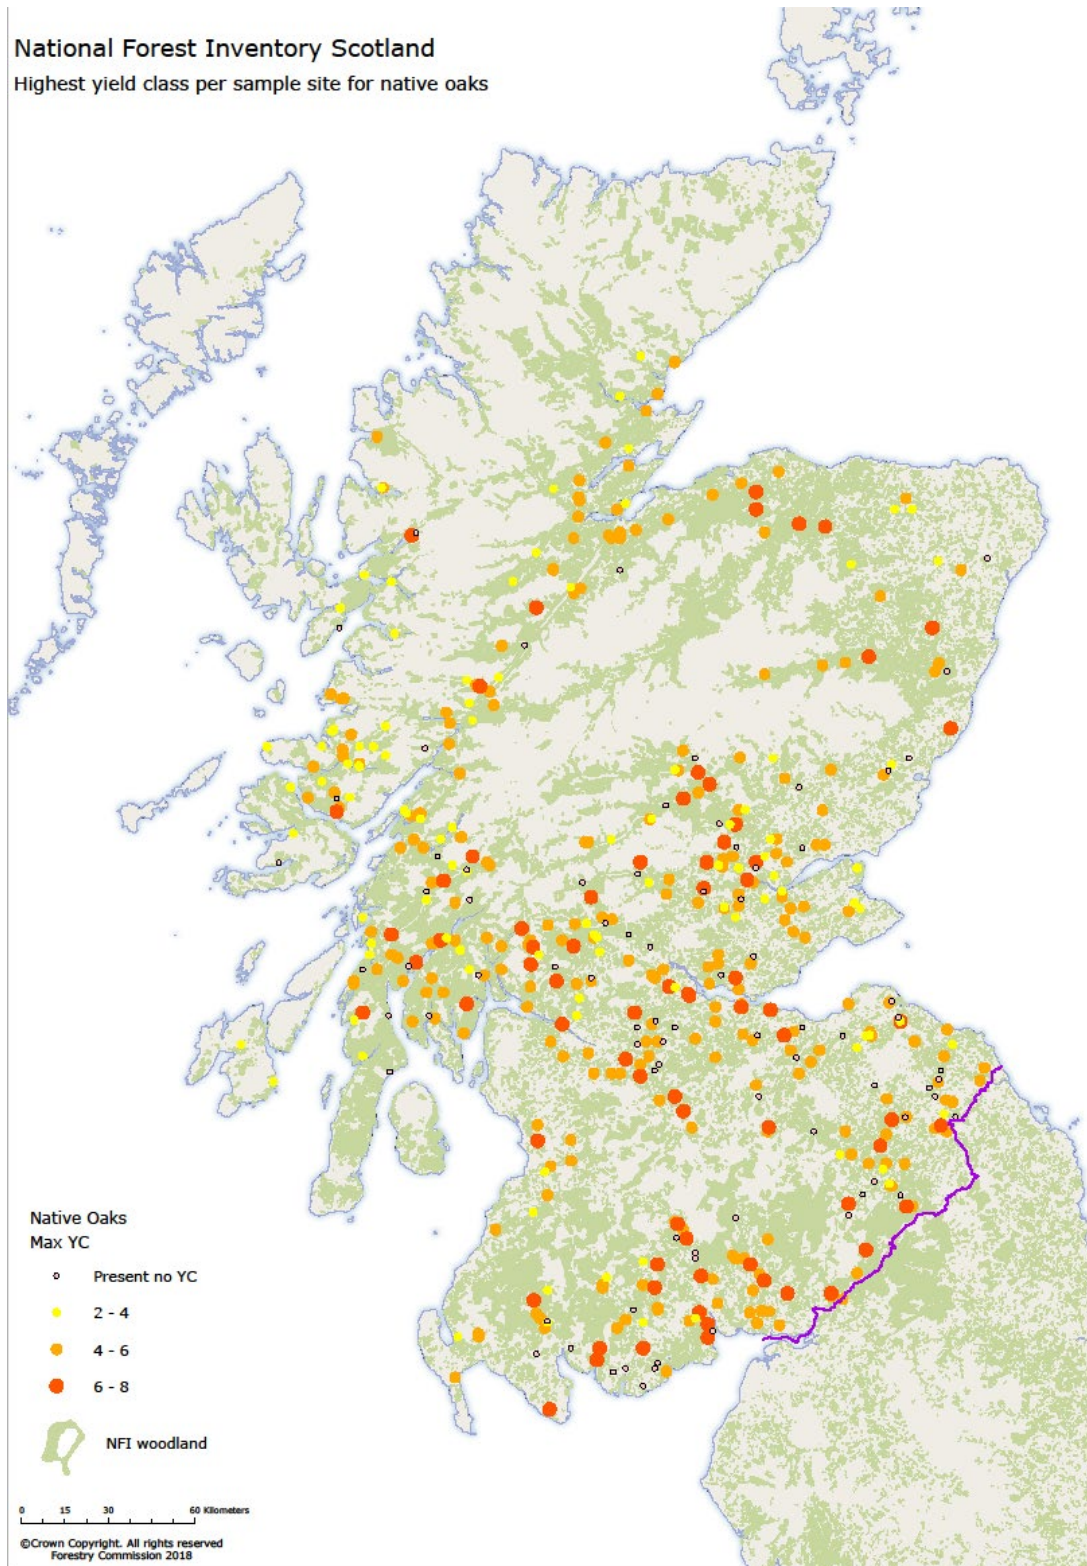 National Forest Inventory Scotland
Highest yield class per sample site for native oaks
Native Oaks
Max YC
Present no YC
2 - 4
4 - 6
6 - 8
NFI woodland
0 15 30 60 Kilometers
©Crown Copyright. All rights reserved
Forestry Commission 2018